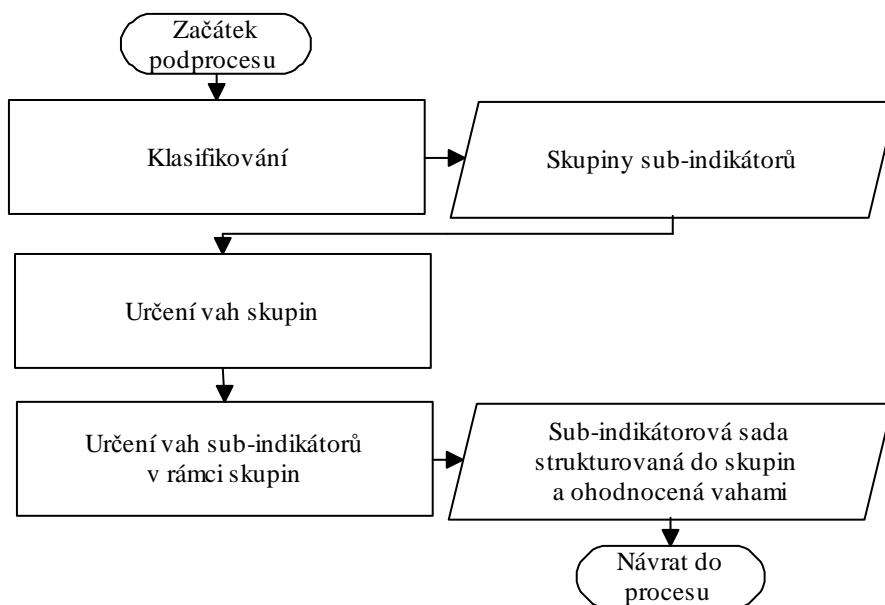 Začátek
podprocesu
Klasifikování
Skupiny sub-indikátorů
Určení vah skupin
Určení vah sub-indikátorů
v rámci skupin
Sub-indikátorová sada
strukturovaná do skupin
a ohodnocená vahami
Návrat do
procesu